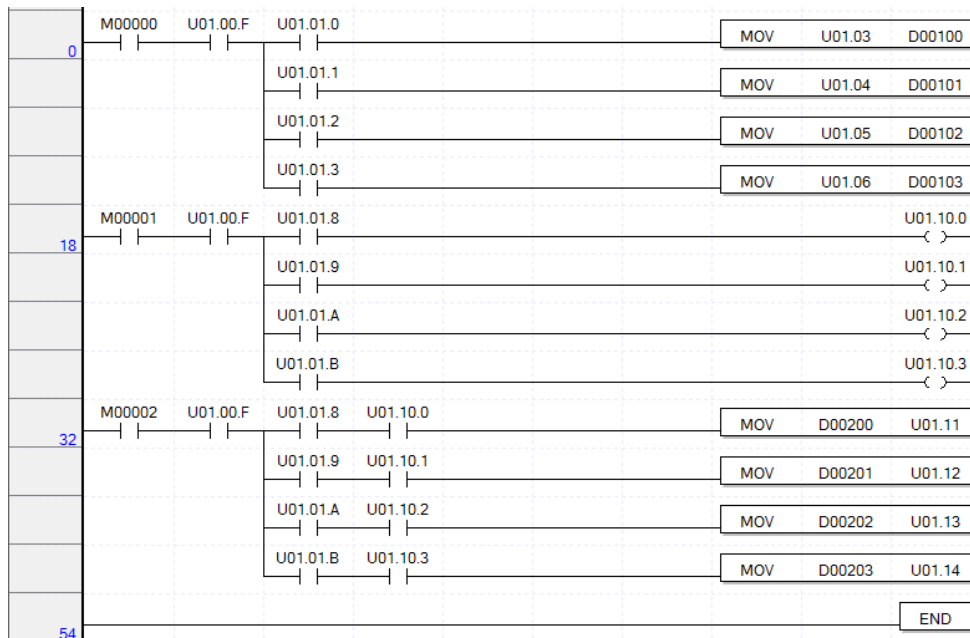 M00000 U01.00.F U01.01.0
0 MOV U01.03 D00100
U01.01.1
MOV U01.04 D00101
U01.01.2
MOV U01.05 D00102
U01.01.3
MOV U01.06 D00103
M00001 U01.00.F U01.01.8 U01.10.0
18
U01.01.9 U01.10.1
U01.01.A U01.10.2
U01.01.B U01.10.3
M00002 U01.00.F U01.01.8 U01.10.0
32 MOV D00200 U01.11
U01.01.9 U01.10.1
MOV D00201 U01.12
U01.01.A U01.10.2
MOV D00202 U01.13
U01.01.B U01.10.3
MOV D00203 U01.14
END
54